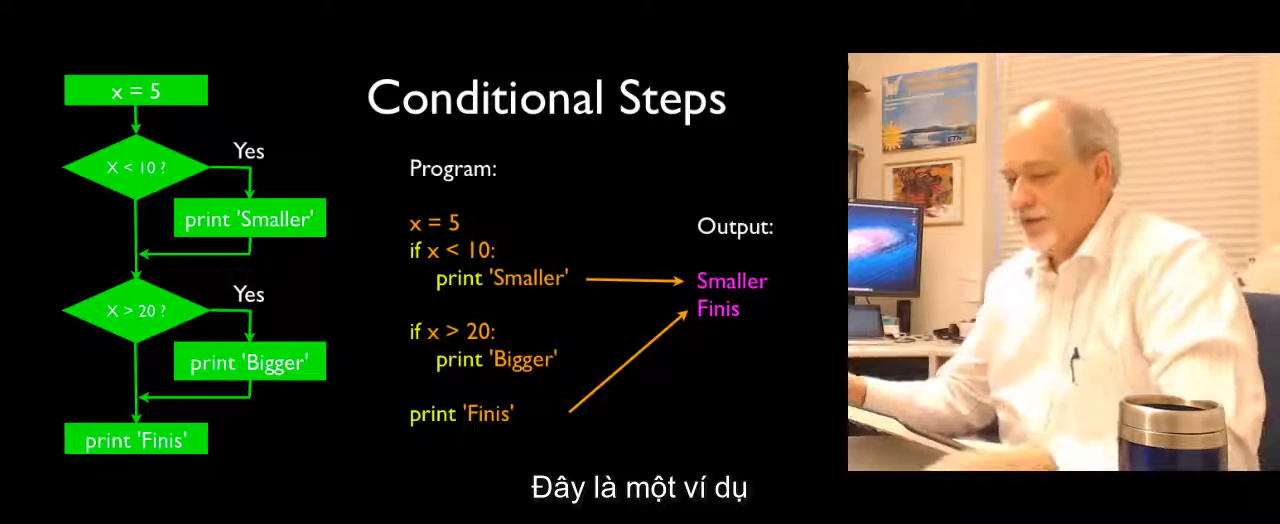 Conditional Steps
x = 5
X < 10 ?
Yes
print 'Smaller'
X > 20 ?
Yes
print 'Bigger'
print 'Finis'
Program:
x = 5
if x < 10:
print 'Smaller'
if x > 20:
print 'Bigger'
print 'Finis'
Output:
Smaller
Finis
Đây là một ví dụ